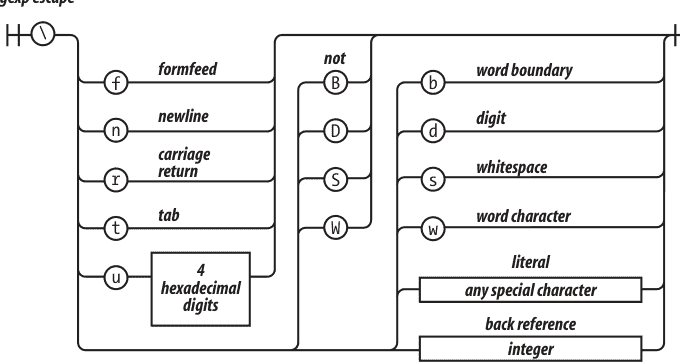 gexp escape
\
f formfeed
n newline
r carriage
return
t tab
u 4
hexadecimal
digits
not
B
D
S
W
b word boundary
d digit
s whitespace
w word character
literal
any special character
back reference
integer